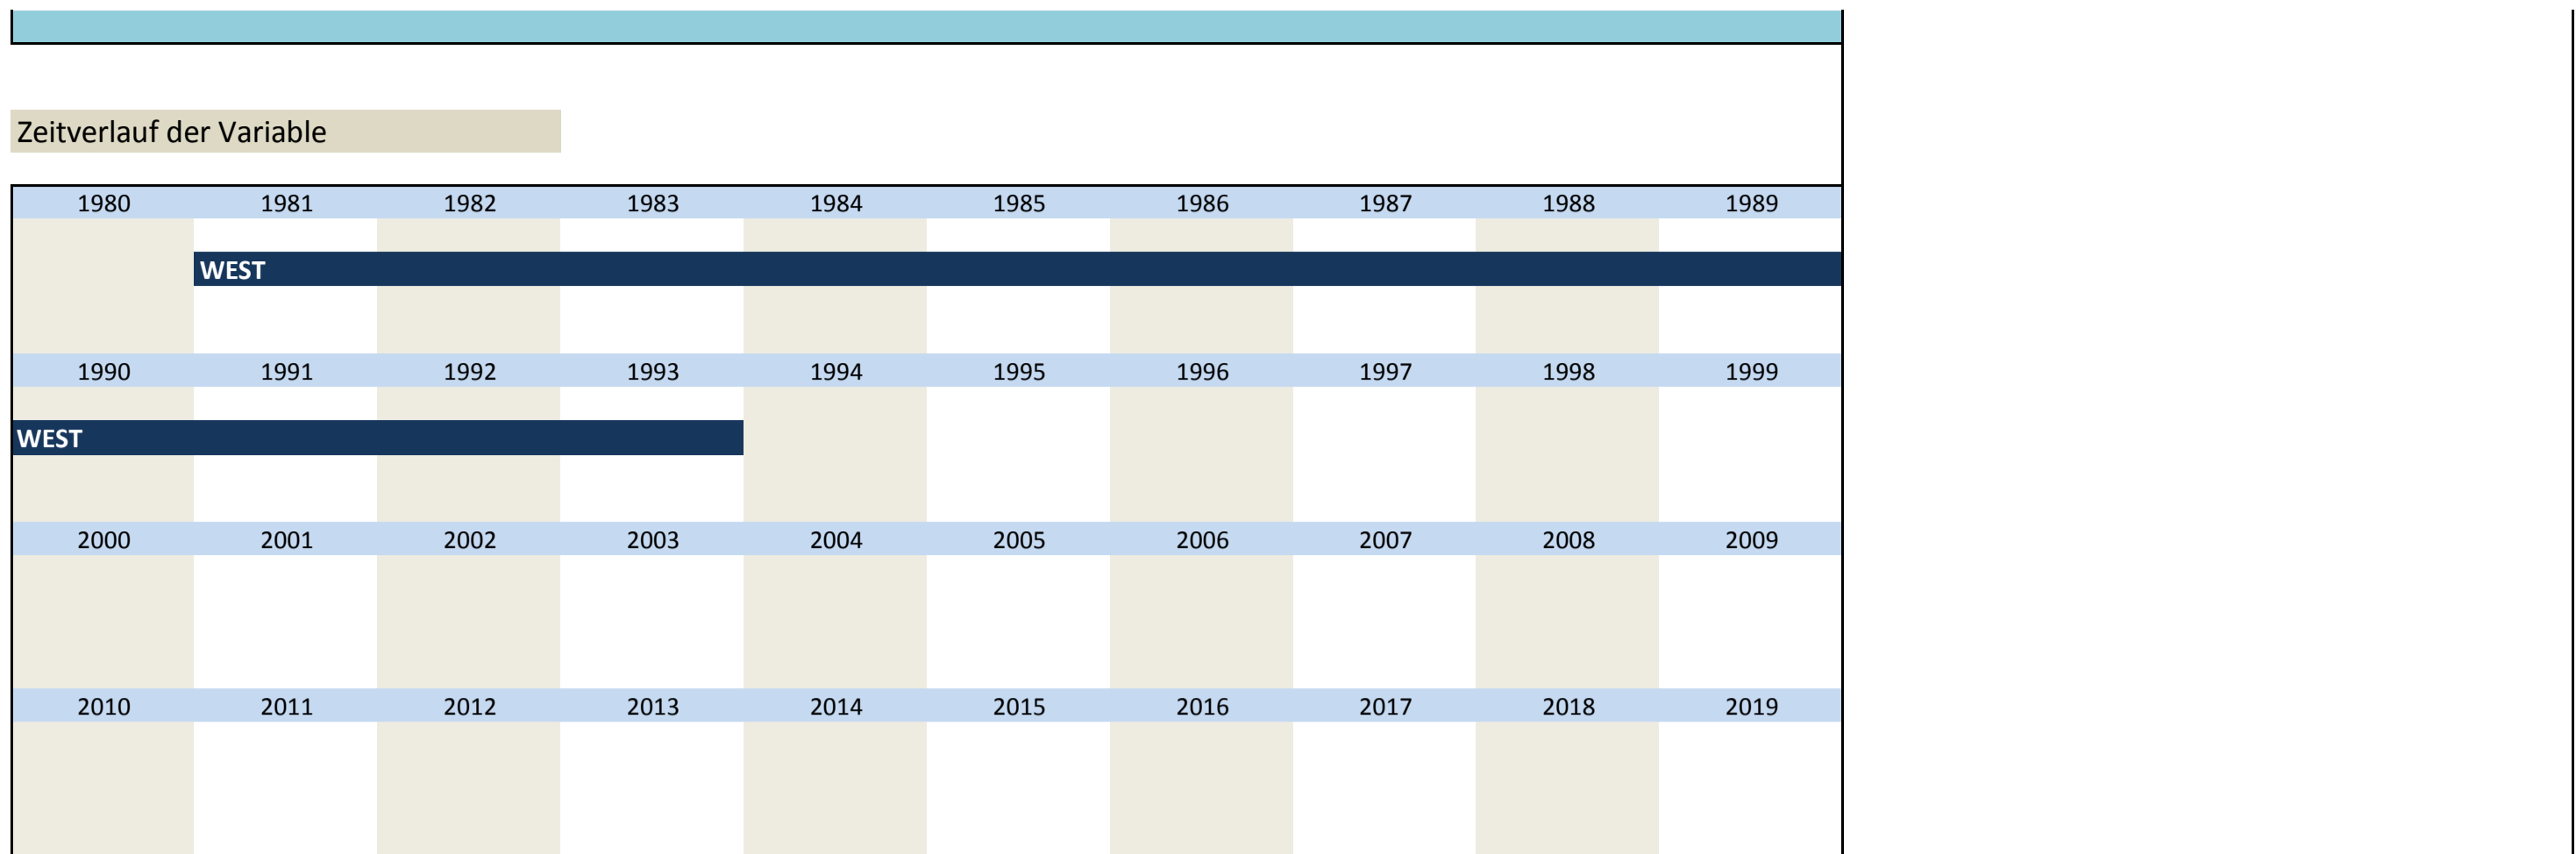 Zeitverlauf der Variable
1980 1981 1982 1983 1984 1985 1986 1987 1988 1989
WEST
1990 1991 1992 1993 1994 1995 1996 1997 1998 1999
WEST
2000 2001 2002 2003 2004 2005 2006 2007 2008 2009
2010 2011 2012 2013 2014 2015 2016 2017 2018 2019